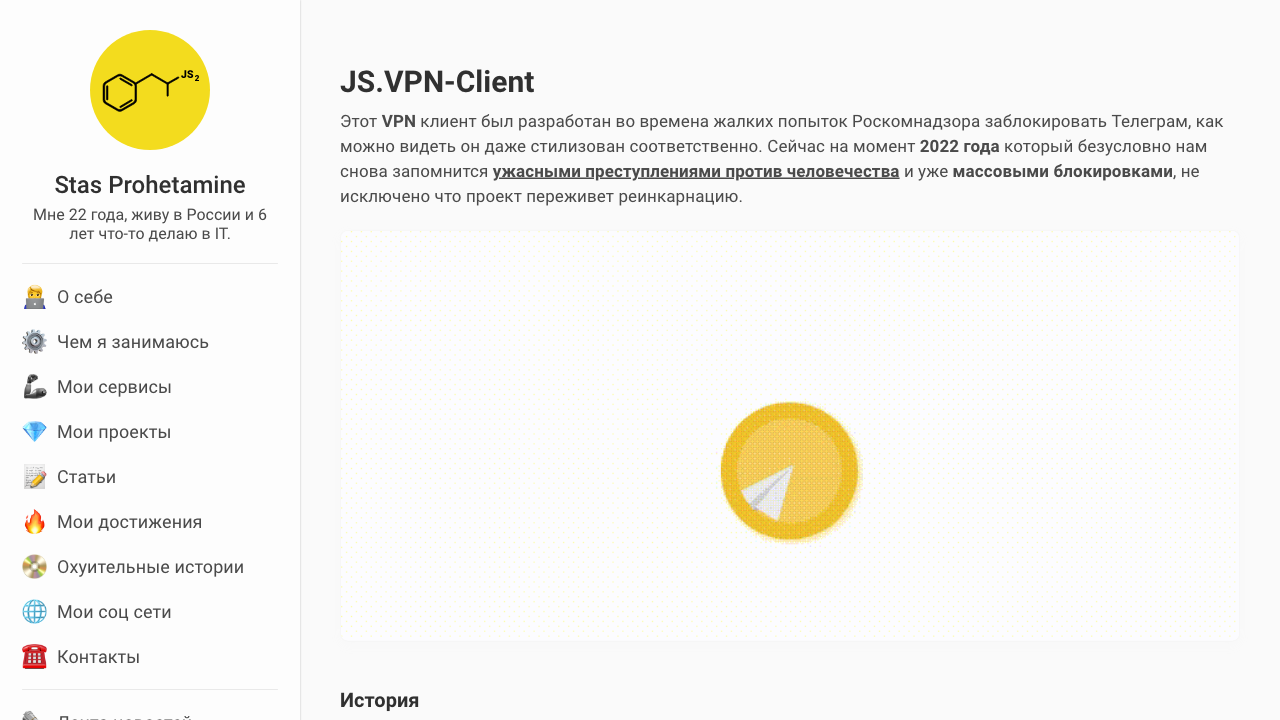 JS2
Stas Prohetamine
Мне 22 года, живу в России и 6
лет что-то делаю в IT.
О себе
Чем я занимаюсь
Мои сервисы
Мои проекты
Статьи
Мои достижения
Охуительные истории
Мои соц сети
Контакты
Лента новостей
JS.VPN-Client
Этот VPN клиент был разработан во времена жалких попыток Роскомнадзора заблокировать Телеграм, как
можно видеть он даже стилизован соответственно. Сейчас на момент 2022 года который безусловно нам
снова запомнится ужасными преступлениями против человечества и уже массовыми блокировками, не
исключено что проект переживет реинкарнацию.
История